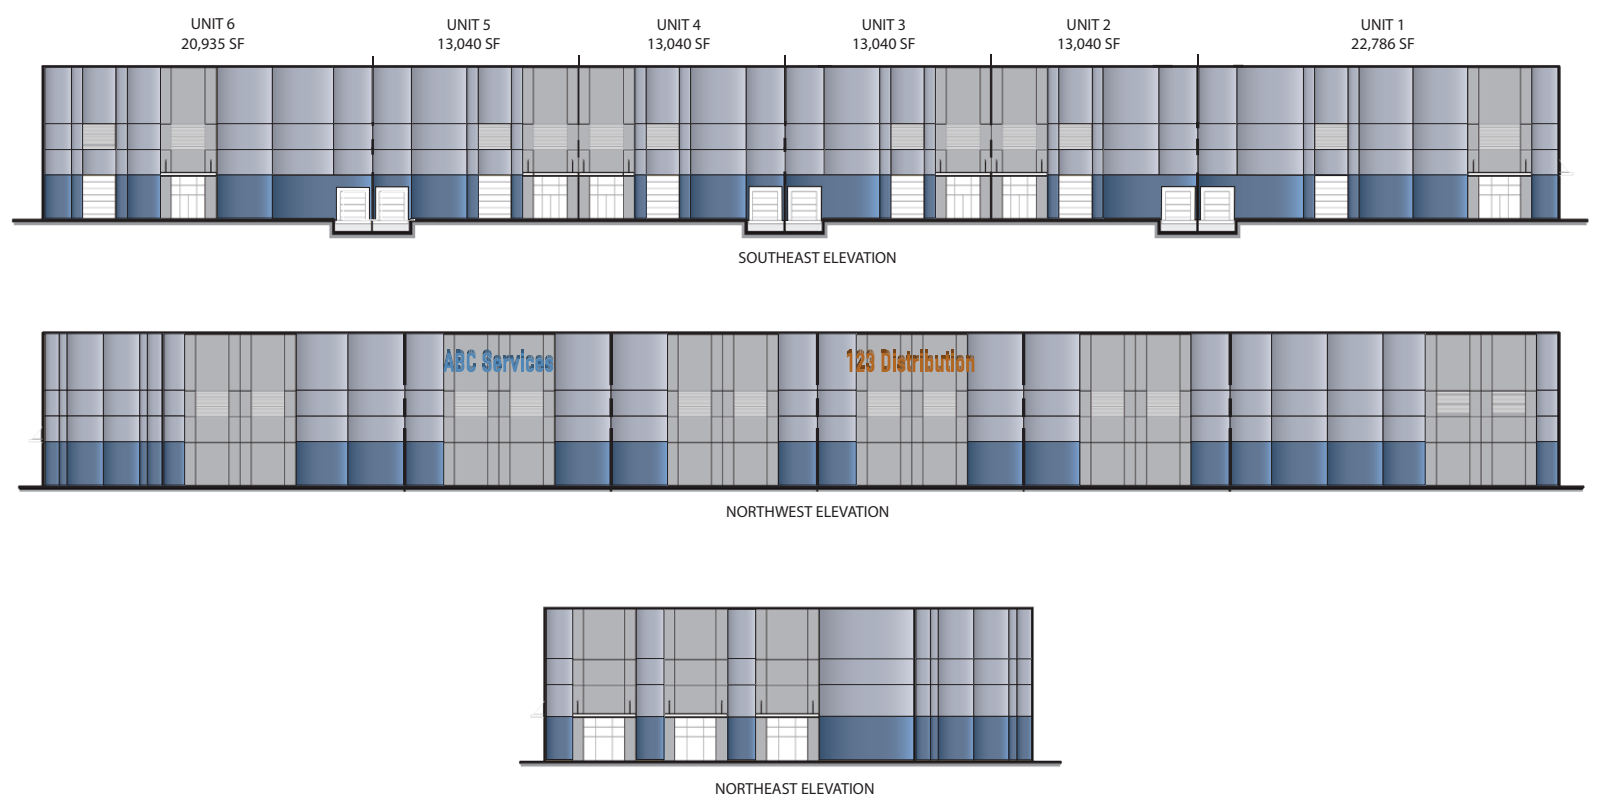 UNIT 6
20,935 SF
UNIT 5
13,040 SF
UNIT 4
13,040 SF
UNIT 3
13,040 SF
UNIT 2
13,040 SF
UNIT 1
22,786 SF
SOUTHEAST ELEVATION
ABC Services
123 Distribution
NORTHWEST ELEVATION
NORTHEAST ELEVATION